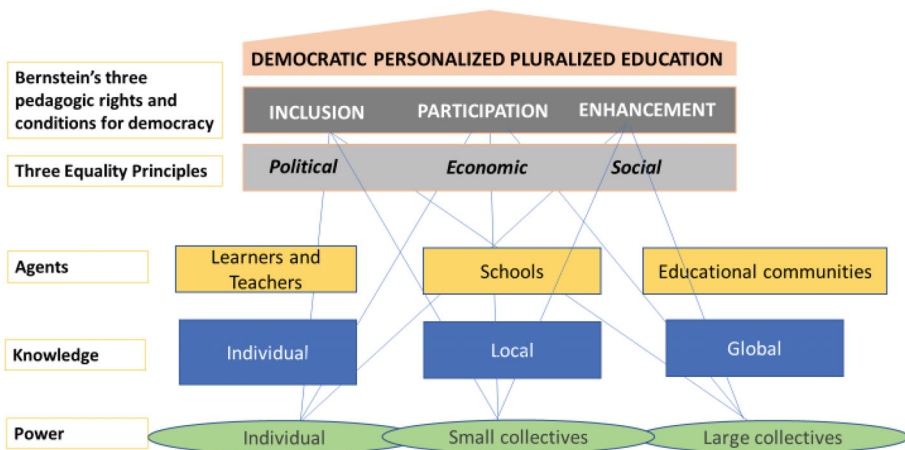 DEMOCRATIC PERSONALIZED PLURALIZED EDUCATION
Bernstein's three
pedagogic rights and
conditions for democracy
INCLUSION PARTICIPATION ENHANCEMENT
Three Equality Principles
Political Economic Social
Agents
Learners and
Teachers
Schools
Educational communities
Knowledge
Individual
Local
Global
Power
Individual
Small collectives
Large collectives